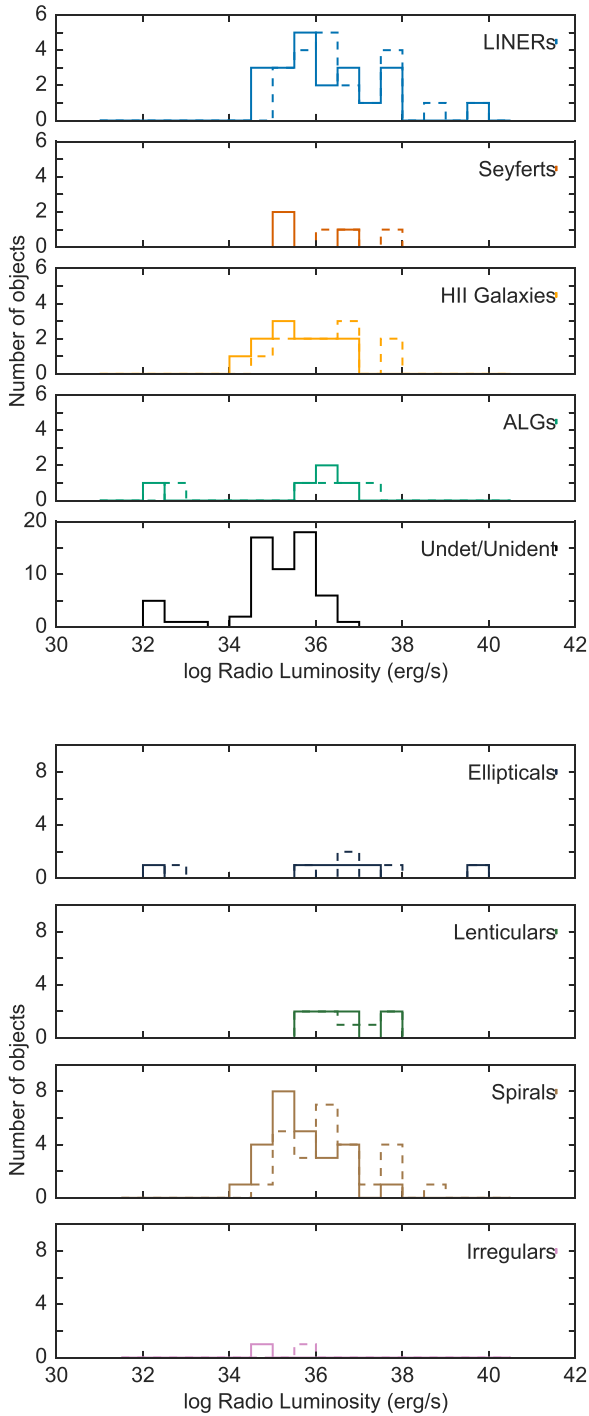 6
4
2
0
LINERs
6
4
2
0
Seyferts
6
4
2
0
HII Galaxies
6
4
2
0
ALGs
20
10
0
Undet/Unident
Number of objects
30 32 34 36 38 40 42
log Radio Luminosity (erg/s)
8
4
0
Ellipticals
8
4
0
Lenticulars
8
4
0
Spirals
8
4
0
Irregulars
Number of objects
30 32 34 36 38 40 42
log Radio Luminosity (erg/s)